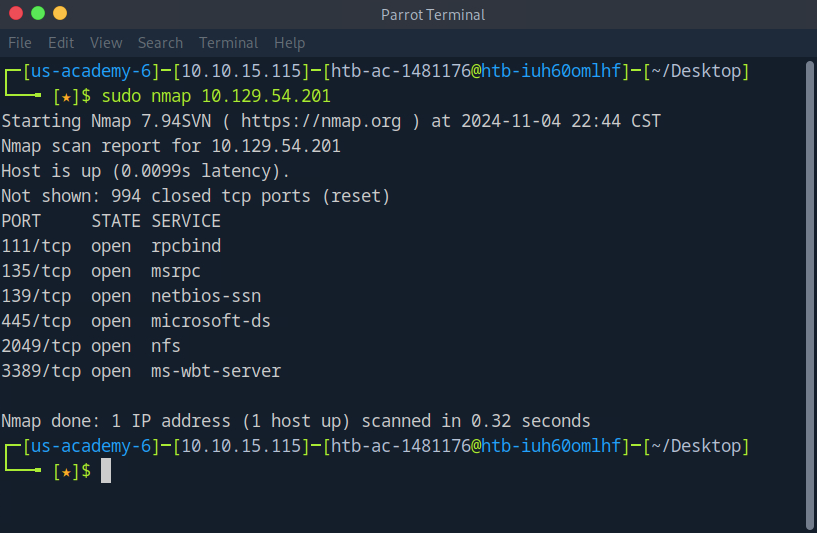 Parrot Terminal
File Edit View Search Terminal Help
┌─[us-academy-6]─[10.10.15.115]─[htb-ac-1481176@htb-iuh60omlhf]─[~/Desktop]
└──╼ [★]$ sudo nmap 10.129.54.201
Starting Nmap 7.94SVN ( https://nmap.org ) at 2024-11-04 22:44 CST
Nmap scan report for 10.129.54.201
Host is up (0.0099s latency).
Not shown: 994 closed tcp ports (reset)
PORT     STATE SERVICE
111/tcp  open  rpcbind
135/tcp  open  msrpc
139/tcp  open  netbios-ssn
445/tcp  open  microsoft-ds
2049/tcp open  nfs
3389/tcp open  ms-wbt-server
Nmap done: 1 IP address (1 host up) scanned in 0.32 seconds
┌─[us-academy-6]─[10.10.15.115]─[htb-ac-1481176@htb-iuh60omlhf]─[~/Desktop]
└──╼ [★]$